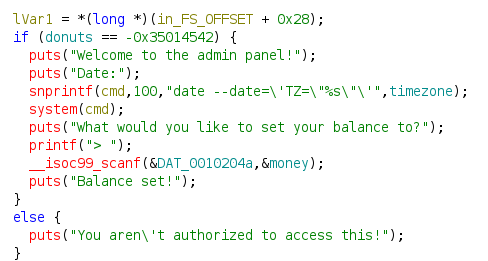 lVar1 = *(long *)(in_FS_OFFSET + 0x28);
if (donuts == -0x35014542) {
puts("Welcome to the admin panel!");
puts("Date:");
snprintf(cmd,100,"date --date=\'TZ=\"%s\"\'",timezone);
system(cmd);
puts("What would you like to set your balance to?");
printf("> ");
__isoc99_scanf(&DAT_0010204a,&money);
puts("Balance set!");
}
else {
puts("You aren\'t authorized to access this!");
}